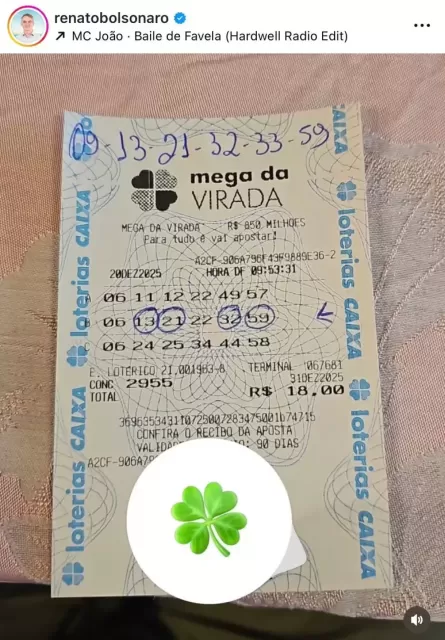 renatobolsonaro
MC João · Baile de Favela (Hardwell Radio Edit)
09-13-21-32-33-59
mega da
VIRADA
MEGA DA VIRADA R$ 850 MILHOES
Para tudo e vai apostar!
A2CF-906A796F49F9889E36-2
20DEZ2025 HORA DF 09:53:31
A 06 11 12 22 49 57
B 06 13 21 22 32 59
C 06 24 25 34 44 58
E. LOTERICO 21.001963-8 TERMINAL 067681
CONC 2955 31DEZ2025
TOTAL R$ 18.00
CONFIRA O RECIBO DA APOSTA
90 DIAS
loterias CAIXA
loterias CAIXA
loterias CAIXA
loterias CAIXA